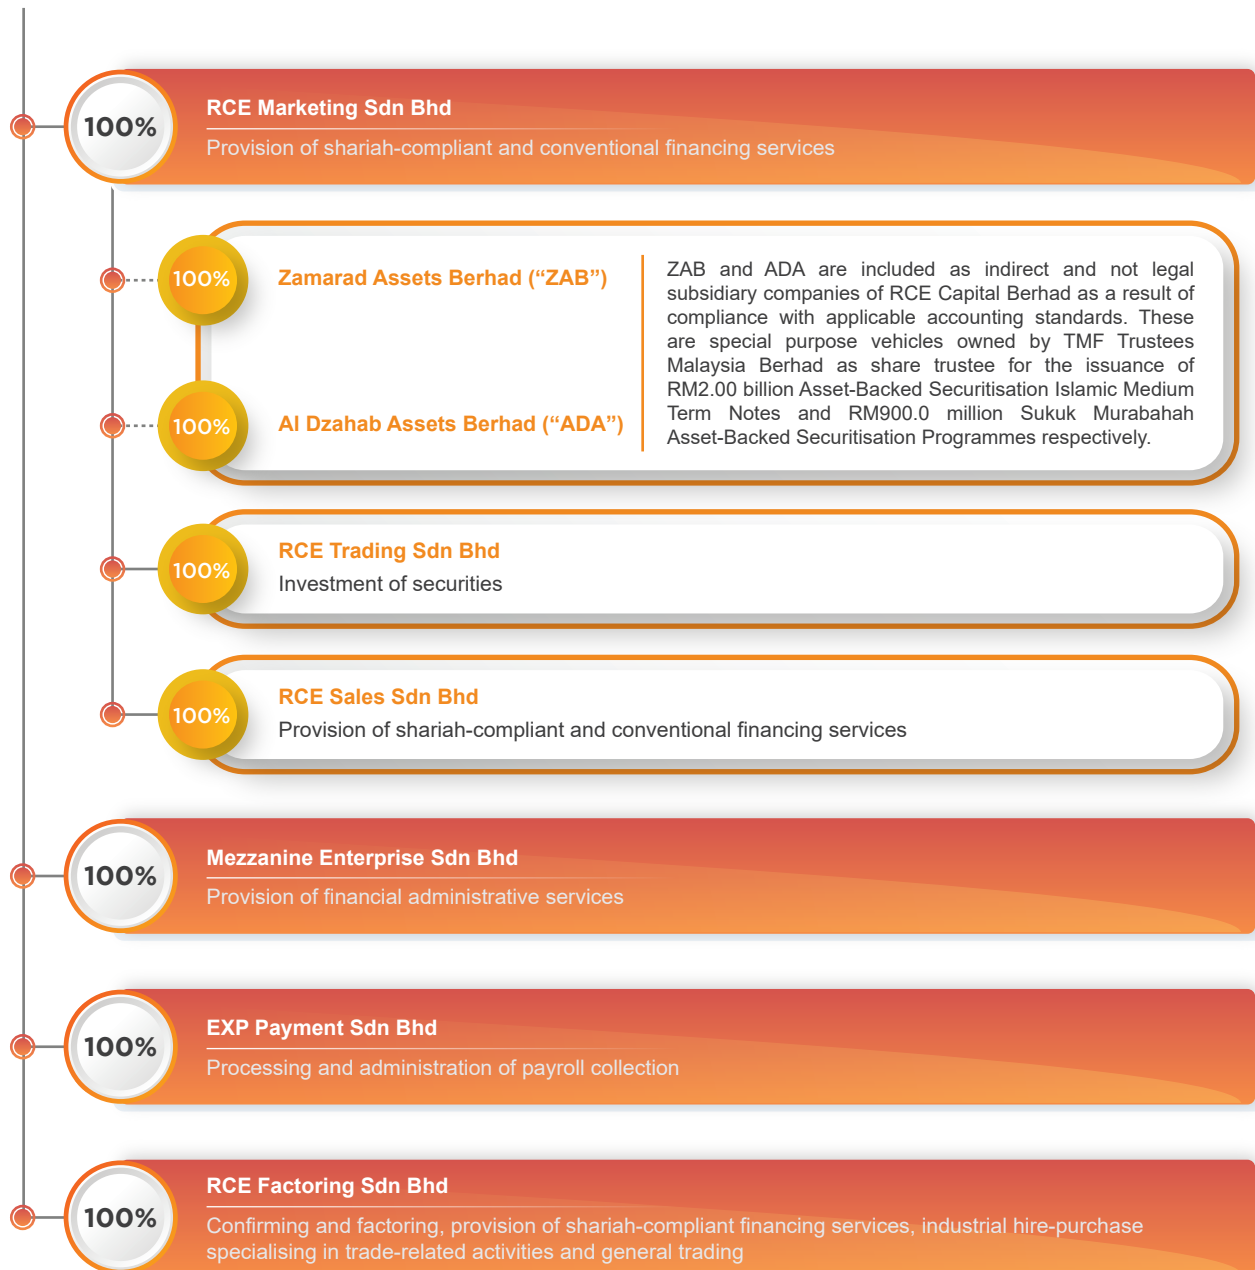 RCE Marketing Sdn Bhd
100%
Provision of shariah-compliant and conventional financing services
100%
Zamarad Assets Berhad (“ZAB”)
ZAB and ADA are included as indirect and not legal
subsidiary companies of RCE Capital Berhad as a result of
compliance with applicable accounting standards. These
are special purpose vehicles owned by TMF Trustees
Malaysia Berhad as share trustee for the issuance of
RM2.00 billion Asset-Backed Securitisation Islamic Medium
Term Notes and RM900.0 million Sukuk Murabahah
Asset-Backed Securitisation Programmes respectively.
100%
Al Dzahab Assets Berhad (“ADA”)
100%
RCE Trading Sdn Bhd
Investment of securities
100%
RCE Sales Sdn Bhd
Provision of shariah-compliant and conventional financing services
100%
Mezzanine Enterprise Sdn Bhd
Provision of financial administrative services
100%
EXP Payment Sdn Bhd
Processing and administration of payroll collection
100%
RCE Factoring Sdn Bhd
Confirming and factoring, provision of shariah-compliant financing services, industrial hire-purchase
specialising in trade-related activities and general trading